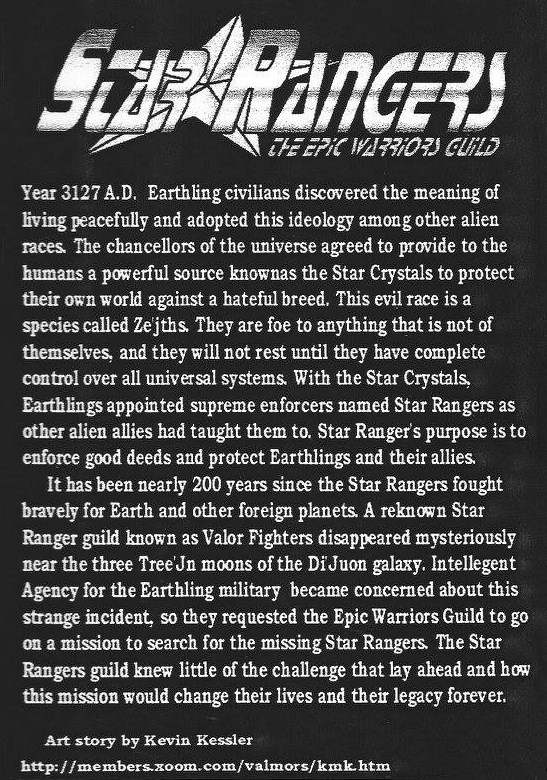 STAR RANGERS
THE EPIC WARRIORS GUILD
Year 3127 A.D. Earthling civilians discovered the meaning of
living peacefully and adopted this ideology among other alien
races. The chancellors of the universe agreed to provide to the
humans a powerful source knownas the Star Crystals to protect
their own world against a hateful breed. This evil race is a
species called Ze'jths. They are foe to anything that is not of
themselves, and they will not rest until they have complete
control over all universal systems. With the Star Crystals,
Earthlings appointed supreme enforcers named Star Rangers as
other alien allies had taught them to. Star Ranger's purpose is to
enforce good deeds and protect Earthlings and their allies.
It has been nearly 200 years since the Star Rangers fought
bravely for Earth and other foreign planets. A reknown Star
Ranger guild known as Valor Fighters disappeared mysteriously
near the three Tree'Jn moons of the Di'Juon galaxy. Intellegent
Agency for the Earthling military became concerned about this
strange incident, so they requested the Epic Warriors Guild to go
on a mission to search for the missing Star Rangers. The Star
Rangers guild knew little of the challenge that lay ahead and how
this mission would change their lives and their legacy forever.
Art story by Kevin Kessler
http://members.xoom.com/valmors/kmk.htm